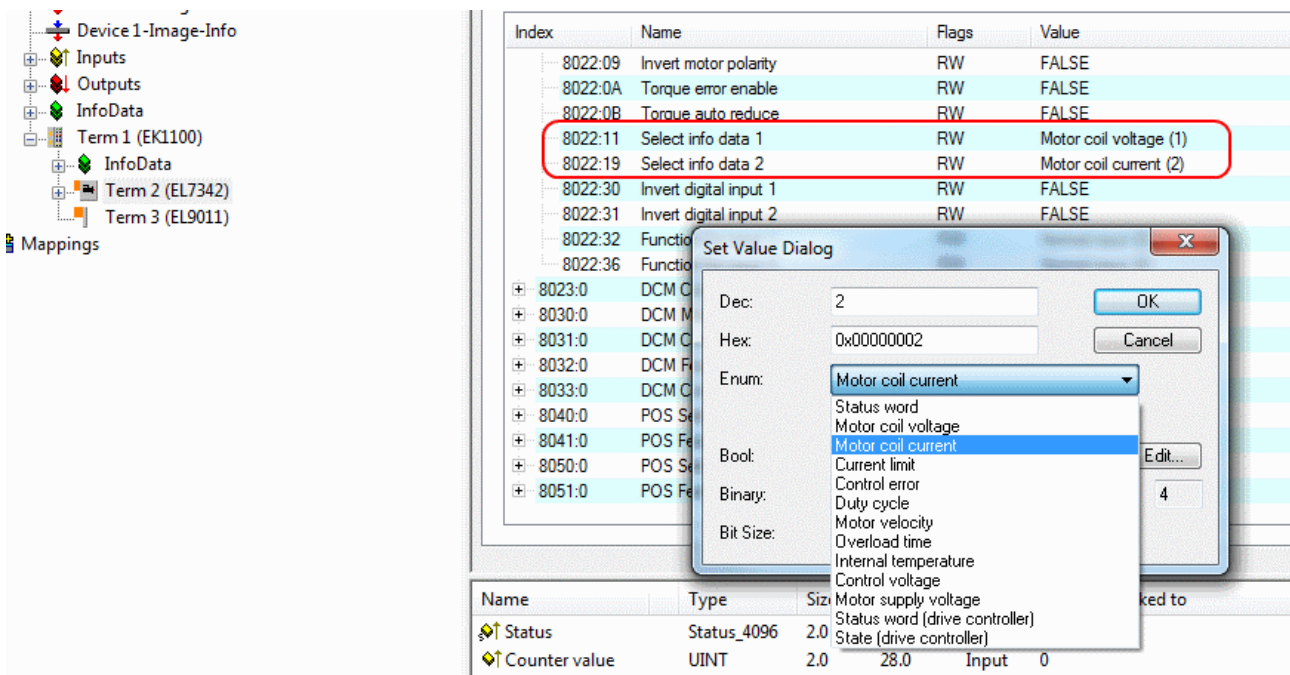 Device 1-Image-Info
Inputs
Outputs
InfoData
Term 1 (EK1100)
InfoData
Term 2 (EL7342)
Term 3 (EL9011)
Mappings
Index Name Flags Value
8022:09 Invert motor polarity RW FALSE
8022:0A Torque error enable RW FALSE
8022:0B Torque auto reduce RW FALSE
8022:11 Select info data 1 RW Motor coil voltage (1)
8022:19 Select info data 2 RW Motor coil current (2)
8022:30 Invert digital input 1 RW FALSE
8022:31 Invert digital input 2 RW FALSE
8022:32 Functio
8022:36 Functio
8023:0 DCM C
8030:0 DCM M
8031:0 DCM C
8032:0 DCM F
8033:0 DCM C
8040:0 POS Se
8041:0 POS Fe
8050:0 POS Se
8051:0 POS Fe
Set Value Dialog
Dec: 2 OK
Hex: 0x00000002 Cancel
Enum: Motor coil current
Status word
Motor coil voltage
Motor coil current
Current limit
Control error
Duty cycle
Motor velocity
Overload time
Internal temperature
Control voltage
Motor supply voltage
Status word (drive controller)
State (drive controller)
Bool: Edit...
Binary: 4
Bit Size:
Name Type Siz ked to
Status Status_4096 2.0
Counter value UINT 2.0 28.0 Input 0